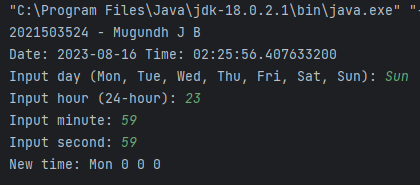 "C:\Program Files\Java\jdk-18.0.2.1\bin\java.exe" "-
2021503524 - Mugundh J B
Date: 2023-08-16 Time: 02:25:56.407633200
Input day (Mon, Tue, Wed, Thu, Fri, Sat, Sun): Sun
Input hour (24-hour): 23
Input minute: 59
Input second: 59
New time: Mon 0 0 0